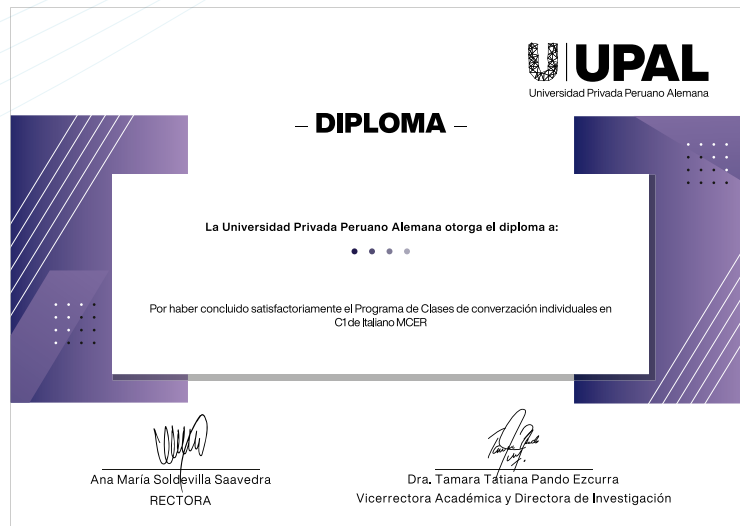 UPAL
Universidad Privada Peruano Alemana
– DIPLOMA –
La Universidad Privada Peruano Alemana otorga el diploma a:
Por haber concluido satisfactoriamente el Programa de Clases de converzación individuales en
C1 de Italiano MCER
Ana María Soldevilla Saavedra
RECTORA
Dra. Tamara Tatiana Pando Ezcurra
Vicerrectora Académica y Directora de Investigación